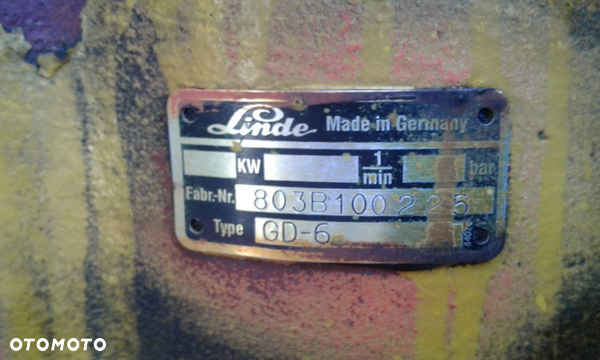 Linde Made in Germany
KW 1/min bar
Fabr.-Nr. 803B100225
Type GD-6
OTOMOTO